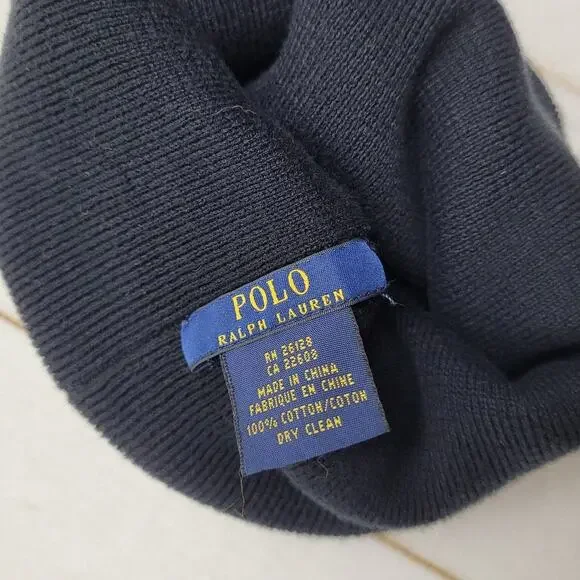 POLO
RALPH LAUREN
RN 26128
CA 22608
MADE IN CHINA
FABRIQUE EN CHINE
100% COTTON/COTON
DRY CLEAN